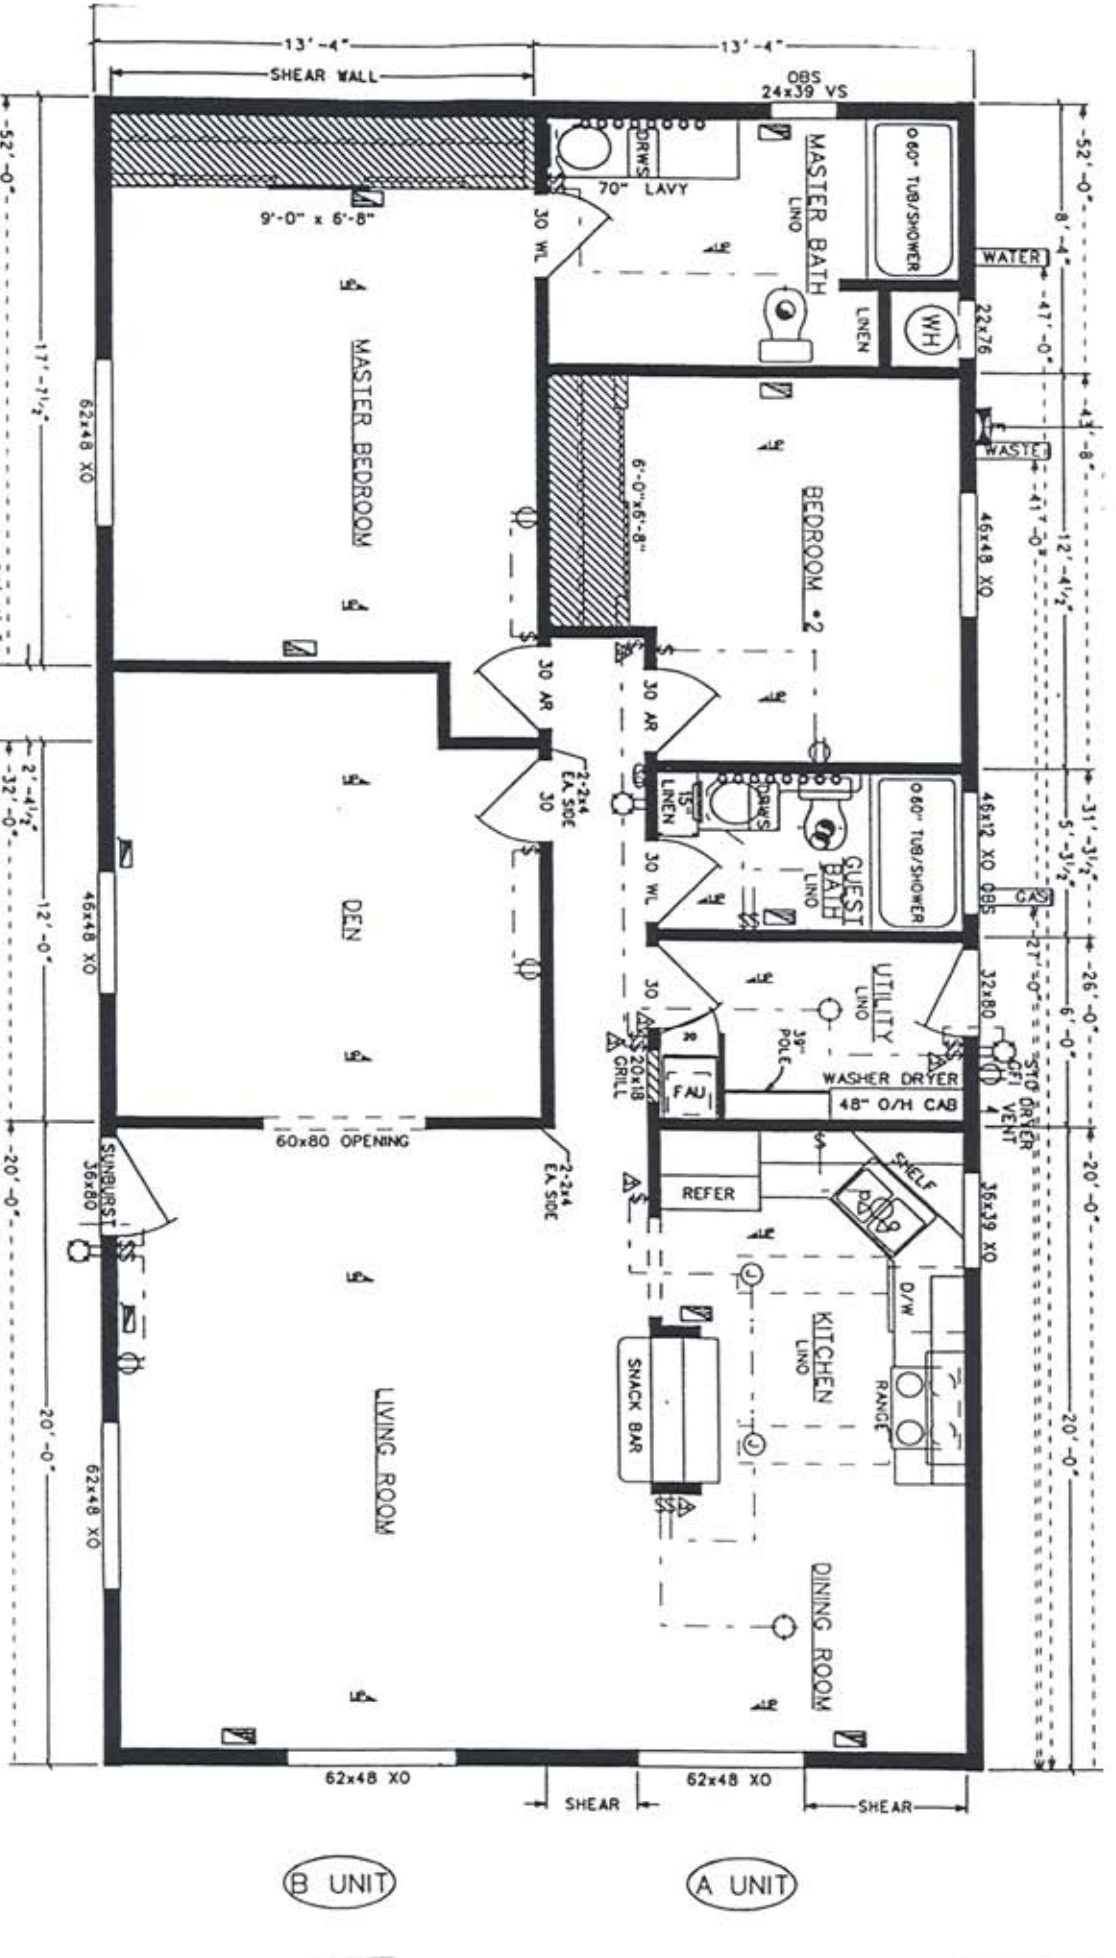 13'-4"
13'-4"
SHEAR WALL
OBS
24x39 VS
52'-0"
17'-7 1/2"
62x48 XO
9'-0" x 6'-8"
MASTER BEDROOM
30 WL
70" LAVY
DRWS
MASTER BATH
LINO
060" TUB/SHOWER
LINEN
WH
22x76
WATER
8'-4"
47'-0"
52'-0"
6'-0"x6'-8"
BEDROOM #2
46x48 XO
WASTE
41'-0"
12'-4 1/2"
43'-8"
30 AR
30 AR
2'-4 1/2"
32'-0"
2-2x4
EA. SIDE
30
12'-0"
46x48 XO
DEN
LINEN
15"
DRWS
30 WL
GUEST
BATH
LINO
060" TUB/SHOWER
46x12 XO OBS
GAS
5'-3 1/2"
31'-3 1/2"
UTILITY
LINO
30
32x80
27'-0"
6'-0"
26'-0"
20x18
GRILL
FAU
39"
POLE
WASHER DRYER
48" O/H CAB
GFI
STD DRYER
VENT
4
60x80 OPENING
2-2x4
EA. SIDE
SUNBURST
36x80
20'-0"
20'-0"
62x48 XO
LIVING ROOM
REFER
SHELF
36x39 XO
D/W
KITCHEN
LINO
RANGE
SNACK BAR
20'-0"
20'-0"
DINING ROOM
62x48 XO
62x48 XO
SHEAR
SHEAR
B UNIT
A UNIT